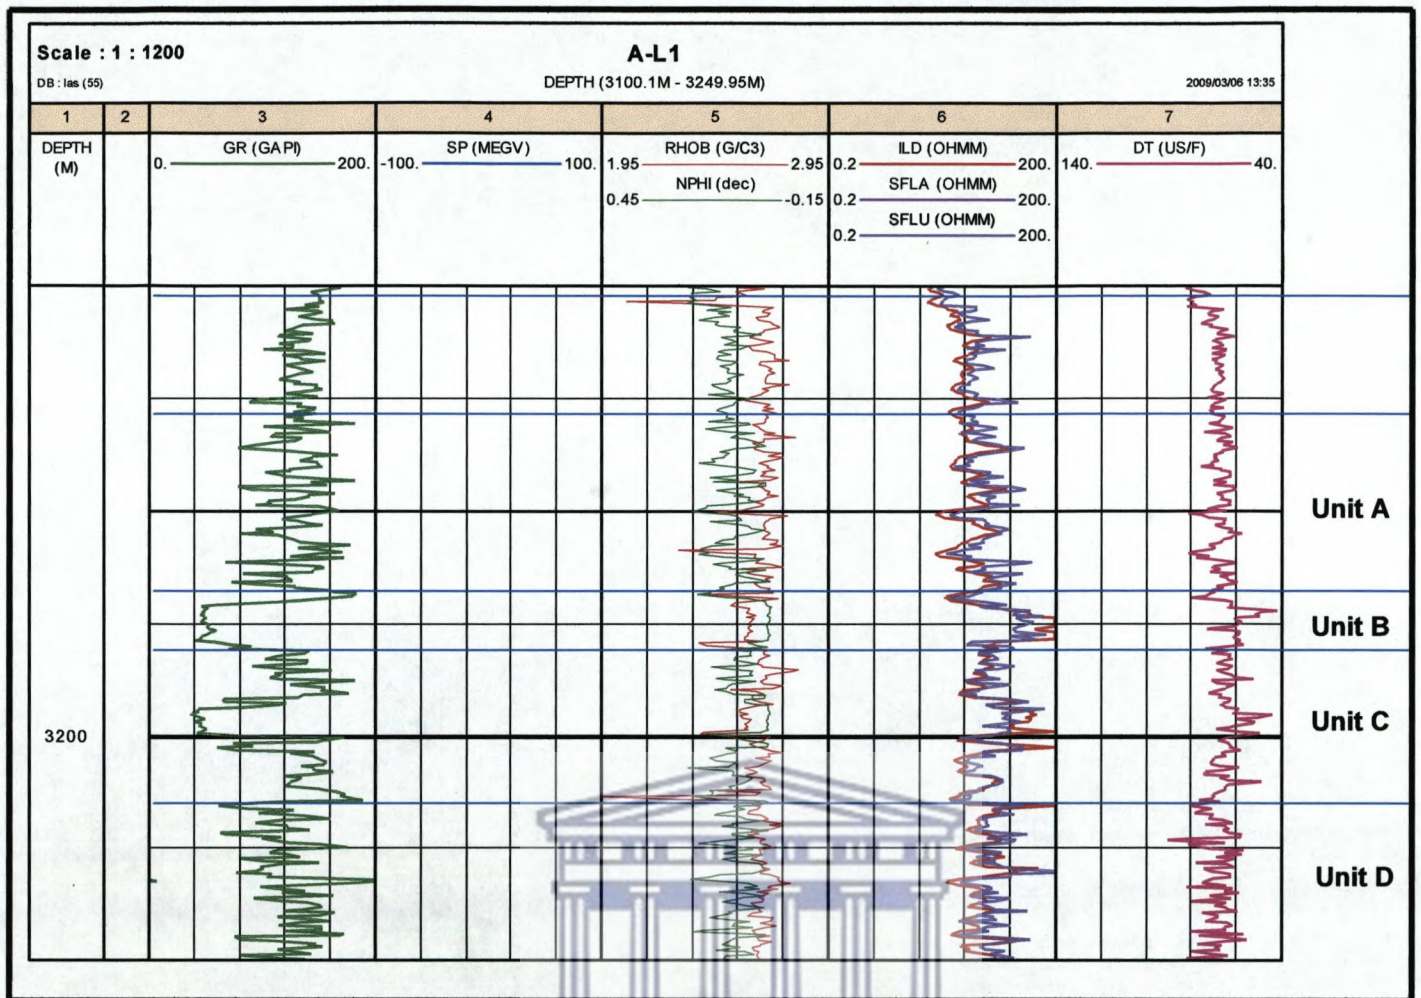 Scale : 1 : 1200
A-L1
DB : las (55)
DEPTH (3100.1M - 3249.95M)
2009/03/06 13:35
1 2 3 4 5 6 7
DEPTH (M)
GR (GAPI)
0. 200.
SP (MEGV)
-100. 100.
RHOB (G/C3)
1.95 2.95
NPHI (dec)
0.45 -0.15
ILD (OHMM)
0.2 200.
SFLA (OHMM)
0.2 200.
SFLU (OHMM)
0.2 200.
DT (US/F)
140. 40.
Unit A
Unit B
Unit C
3200
Unit D